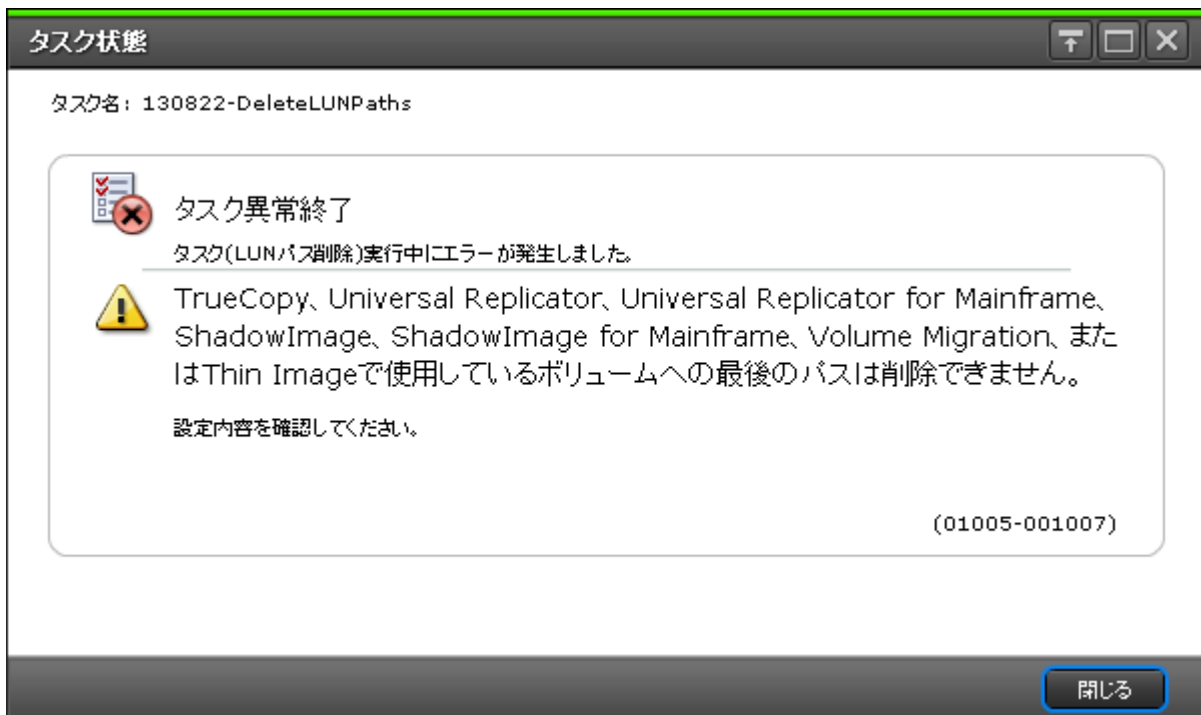 タスク状態
タスク名: 130822-DeleteLUNPaths
タスク異常終了
タスク(LUNパス削除)実行中にエラーが発生しました。
TrueCopy、Universal Replicator、Universal Replicator for Mainframe、
ShadowImage、ShadowImage for Mainframe、Volume Migration、また
はThin Imageで使用しているボリュームへの最後のパスは削除できません。
設定内容を確認してください。
(01005-001007)
閉じる